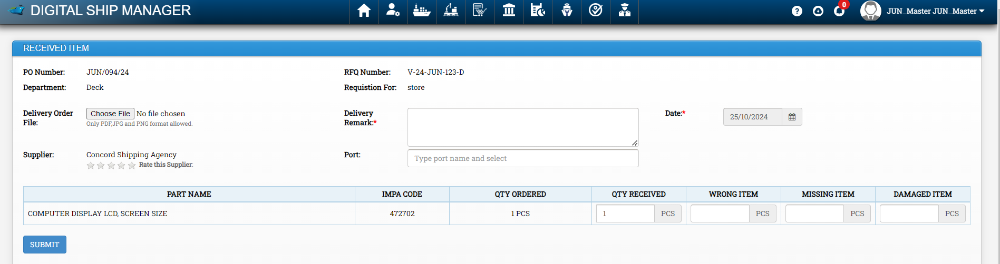 DIGITAL SHIP MANAGER
0
JUN_Master JUN_Master
RECEIVED ITEM
PO Number: JUN/094/24 RFQ Number: V-24-JUN-123-D
Department: Deck Requistion For: store
Delivery Order File: Choose File No file chosen
Only PDF,JPG and PNG format allowed.
Delivery Remark:*
Date:* 25/10/2024
Supplier: Concord Shipping Agency
Rate this Supplier:
Port: Type port name and select
PART NAME IMPA CODE QTY ORDERED QTY RECEIVED WRONG ITEM MISSING ITEM DAMAGED ITEM
COMPUTER DISPLAY LCD, SCREEN SIZE 472702 1 PCS 1 PCS PCS PCS PCS
SUBMIT